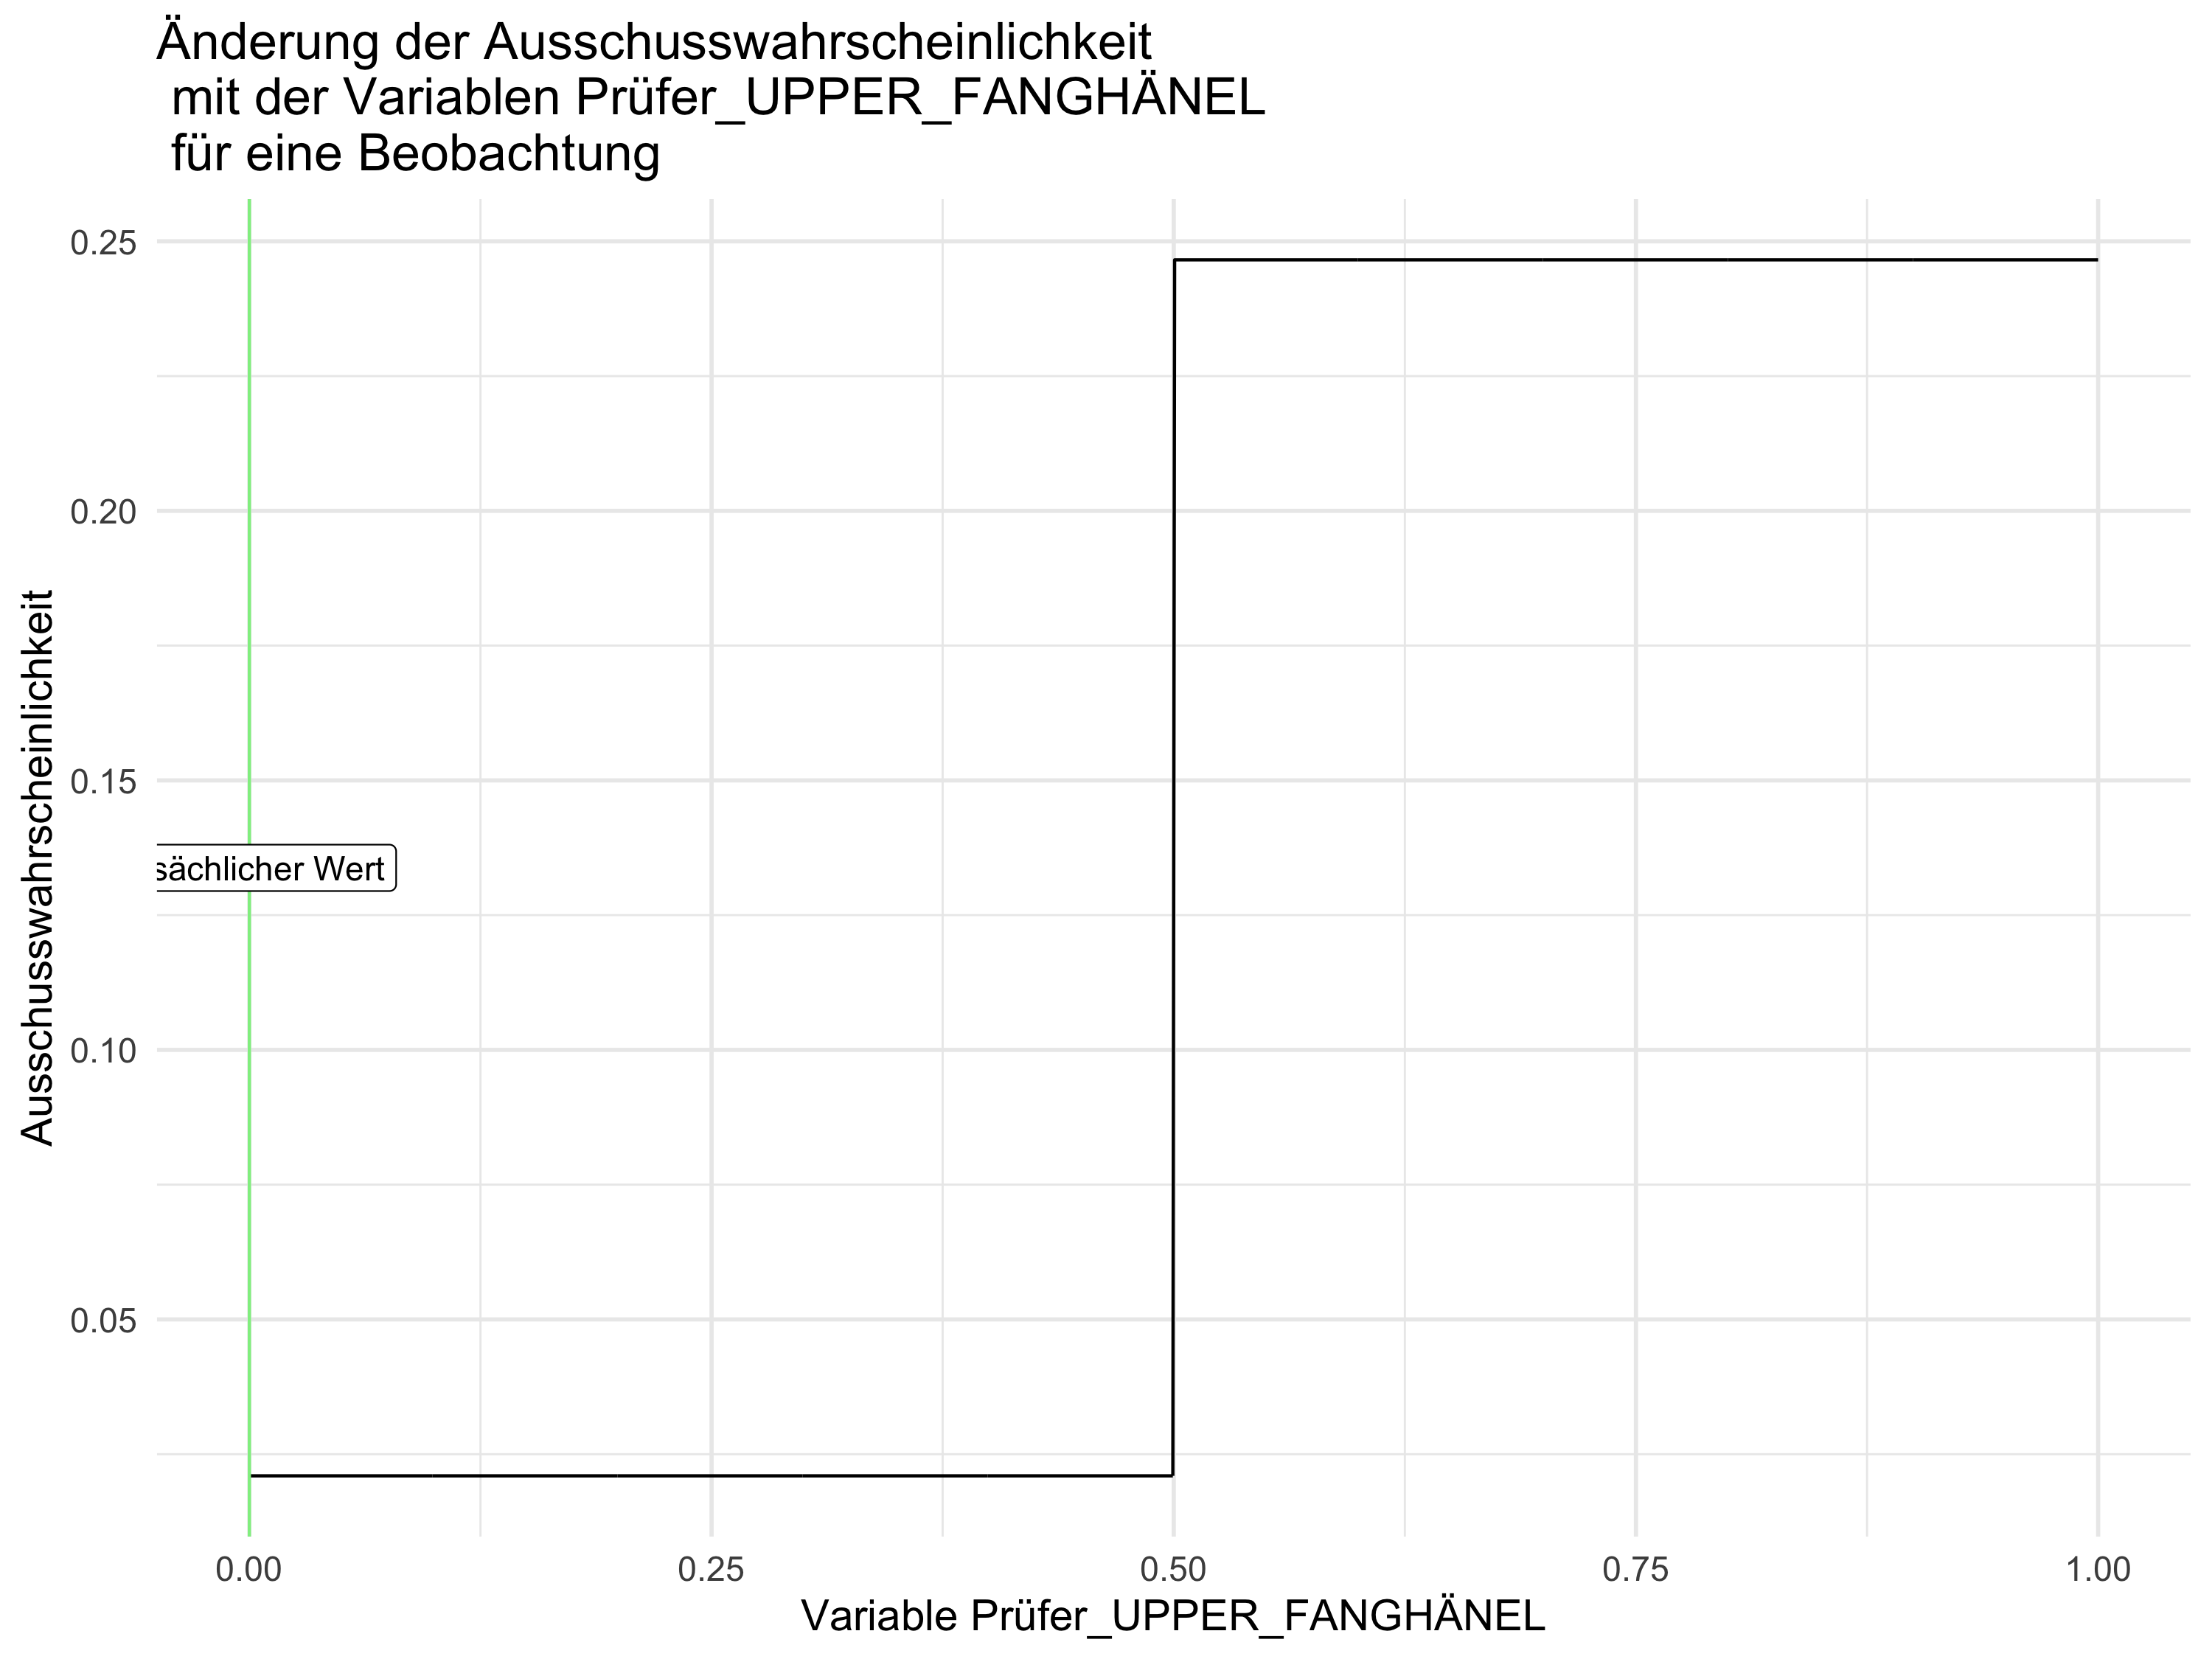 Änderung der Ausschusswahrscheinlichkeit
mit der Variablen Prüfer_UPPER_FANGHÄNEL
für eine Beobachtung
Ausschusswahrscheinlichkeit
0.25
0.20
0.15
0.10
0.05
sächlicher Wert
0.00 0.25 0.50 0.75 1.00
Variable Prüfer_UPPER_FANGHÄNEL